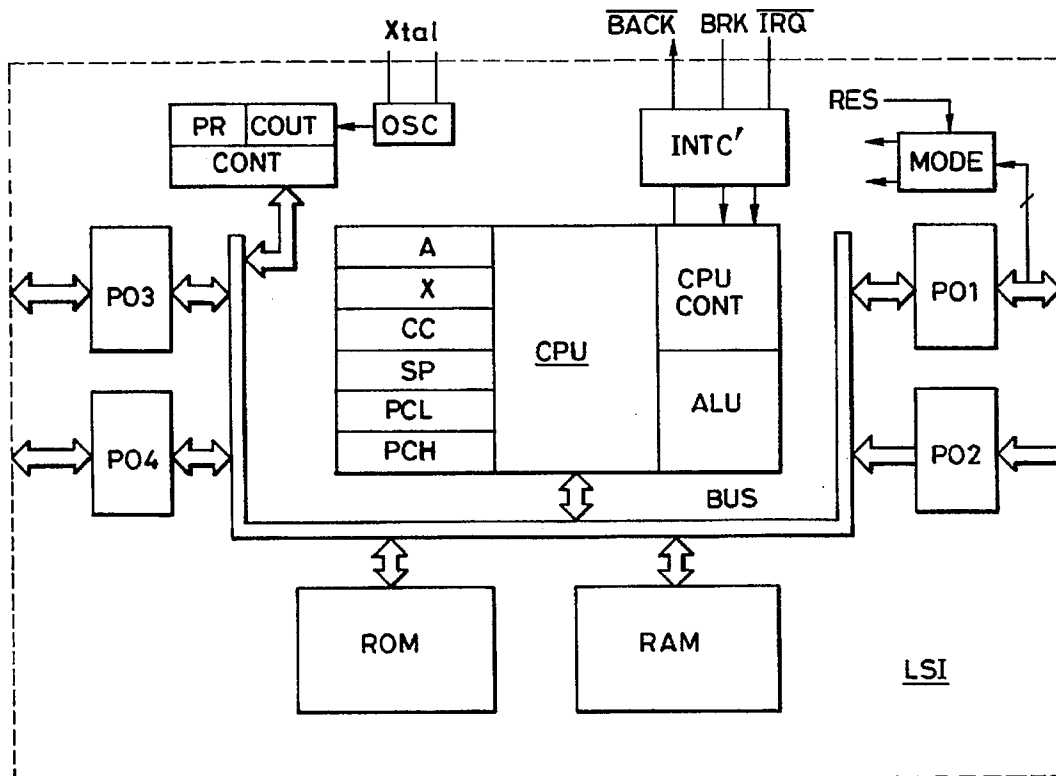 Xtal
BACK BRK IRQ
PR COUT
CONT
OSC
INTC′
RES
MODE
PO3
A
X
CC
SP
PCL
PCH
CPU
CPU
CONT
ALU
PO1
PO4
PO2
BUS
ROM
RAM
LSI